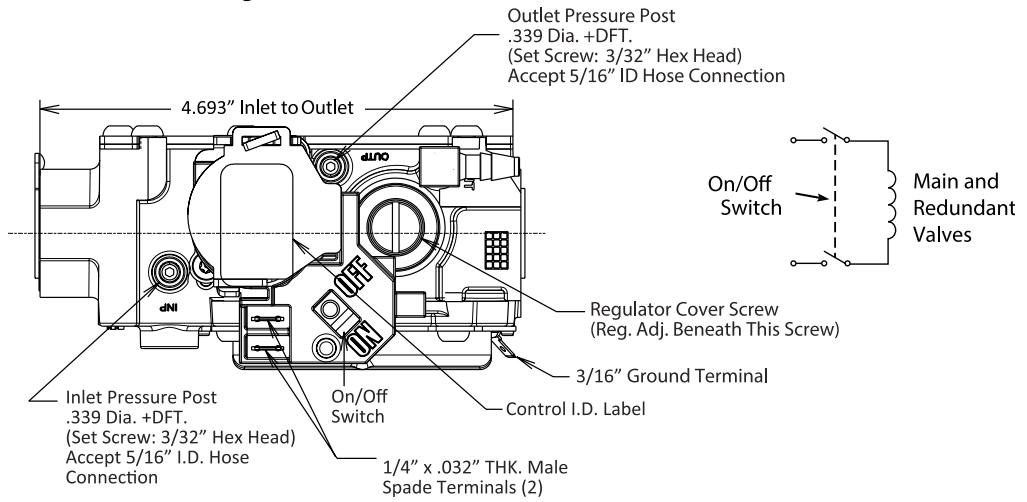 Outlet Pressure Post
.339 Dia. +DFT.
(Set Screw: 3/32” Hex Head)
Accept 5/16” ID Hose Connection
4.693” Inlet to Outlet
OUTP
On/Off
Switch
Main and
Redundant
Valves
OFF
ON
INP
Regulator Cover Screw
(Reg. Adj. Beneath This Screw)
3/16” Ground Terminal
Control I.D. Label
On/Off
Switch
Inlet Pressure Post
.339 Dia. +DFT.
(Set Screw: 3/32” Hex Head)
Accept 5/16” I.D. Hose
Connection
1/4” x .032” THK. Male
Spade Terminals (2)